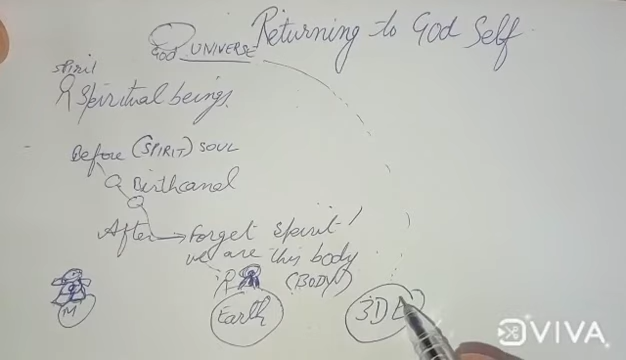 Returning to God Self
God UNIVERSE
spirit
Spiritual beings
Before (SPIRIT) SOUL
Birthcanal
After → Forget Spirit
we are this body
(BODY)
M
Earth
3D E
VIVA